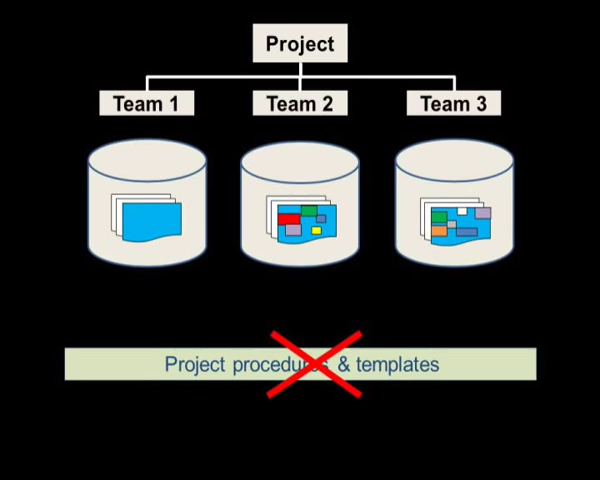 Project
Team 1
Team 2
Team 3
Project procedures & templates